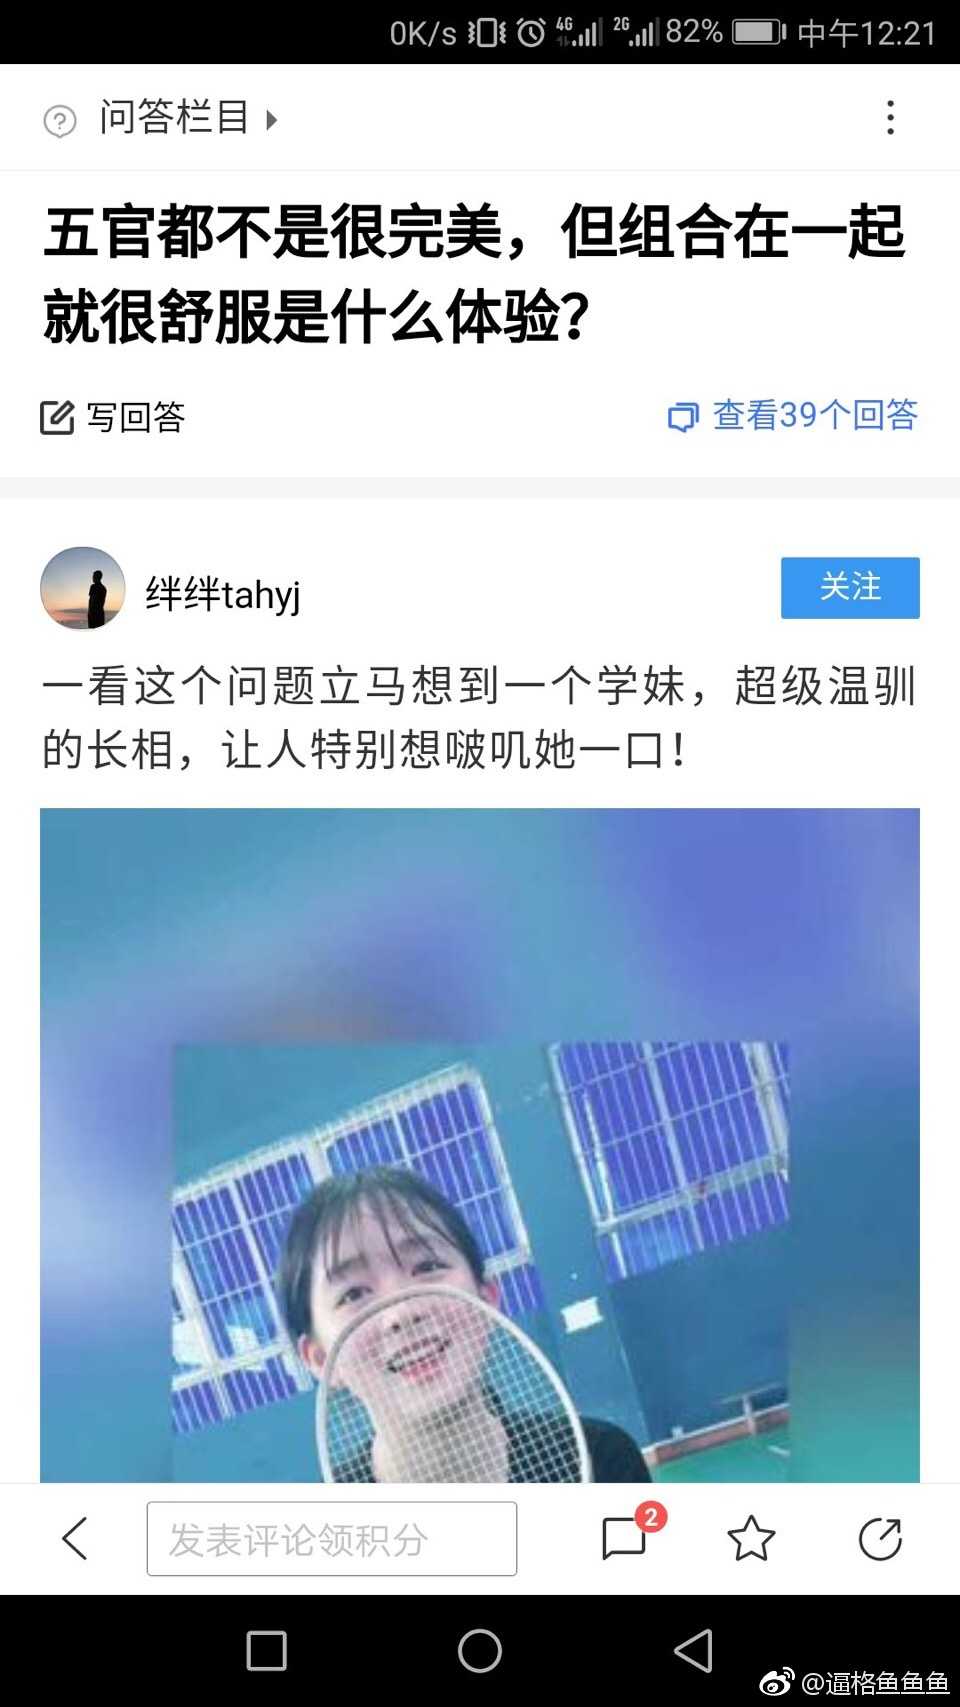 0K/s 4G 2G 82% 中午12:21
问答栏目
五官都不是很完美，但组合在一起
就很舒服是什么体验？
写回答 查看39个回答
绊绊tahyj 关注
一看这个问题立马想到一个学妹，超级温驯
的长相，让人特别想啵叽她一口！
发表评论领积分 2
@逼格鱼鱼鱼